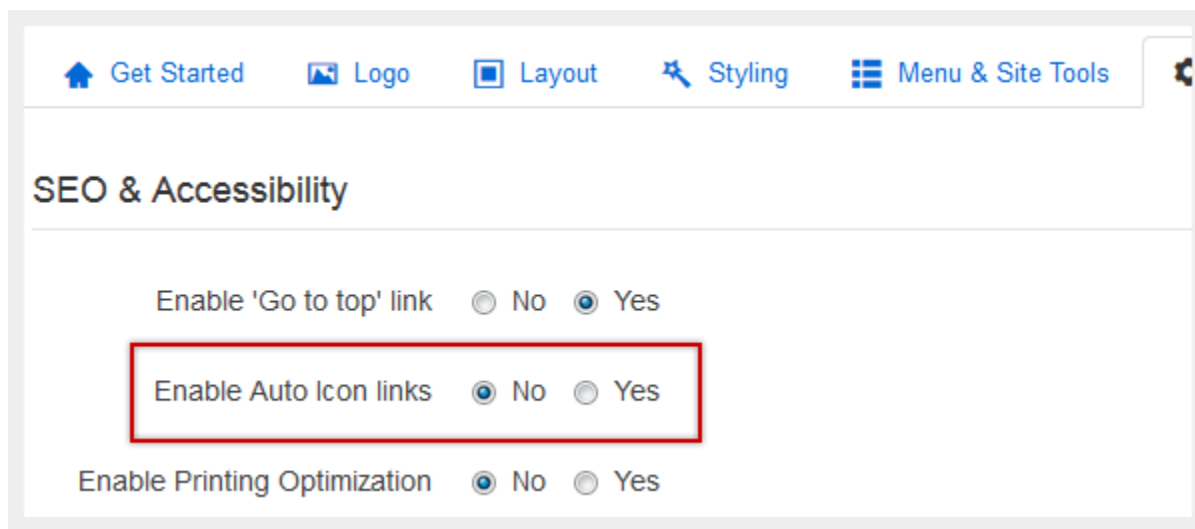 Get Started Logo Layout Styling Menu & Site Tools
SEO & Accessibility
Enable 'Go to top' link No Yes
Enable Auto Icon links No Yes
Enable Printing Optimization No Yes